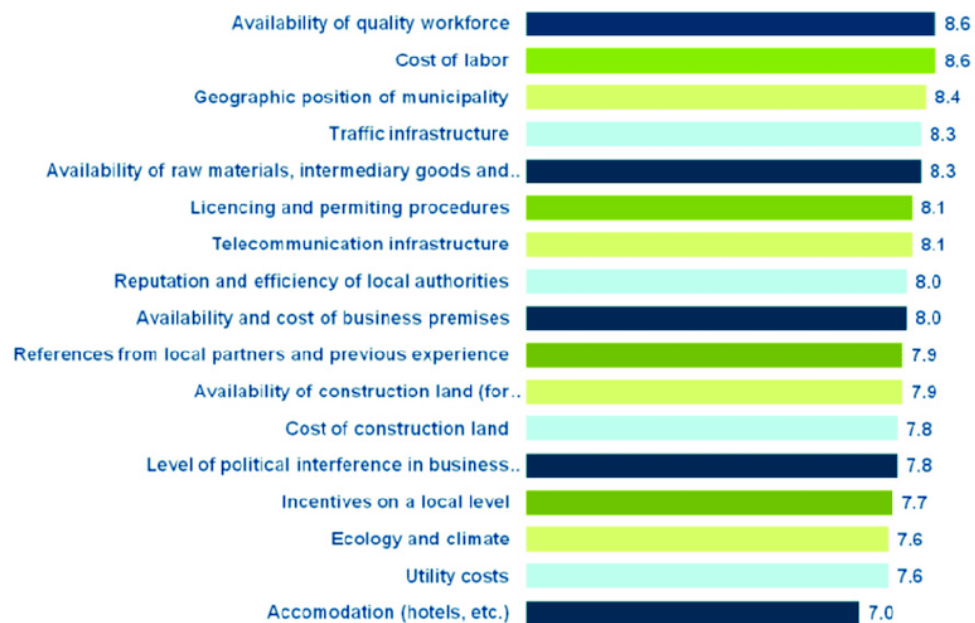 Availability of quality workforce 8.6
Cost of labor 8.6
Geographic position of municipality 8.4
Traffic infrastructure 8.3
Availability of raw materials, intermediary goods and.. 8.3
Licencing and permiting procedures 8.1
Telecommunication infrastructure 8.1
Reputation and efficiency of local authorities 8.0
Availability and cost of business premises 8.0
References from local partners and previous experience 7.9
Availability of construction land (for.. 7.9
Cost of construction land 7.8
Level of political interference in business.. 7.8
Incentives on a local level 7.7
Ecology and climate 7.6
Utility costs 7.6
Accomodation (hotels, etc.) 7.0